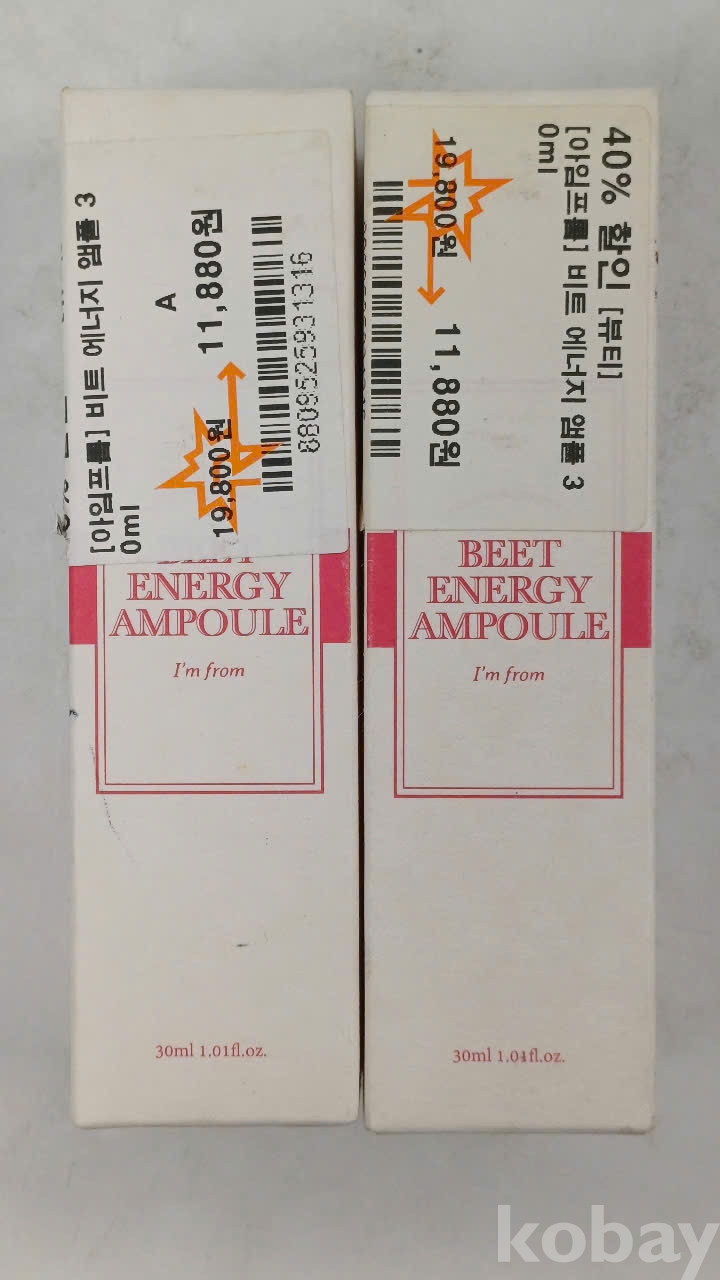 [아임프롬] 비트 에너지 앰플 3
0ml
A
19,800원
11,880원
8809525931316
BEET
ENERGY
AMPOULE
I'm from
30ml 1.01fl.oz.
40% 할인 [뷰티]
[아임프롬] 비트 에너지 앰플 3
0ml
19,800원
11,880원
BEET
ENERGY
AMPOULE
I'm from
30ml 1.01fl.oz.
kobay